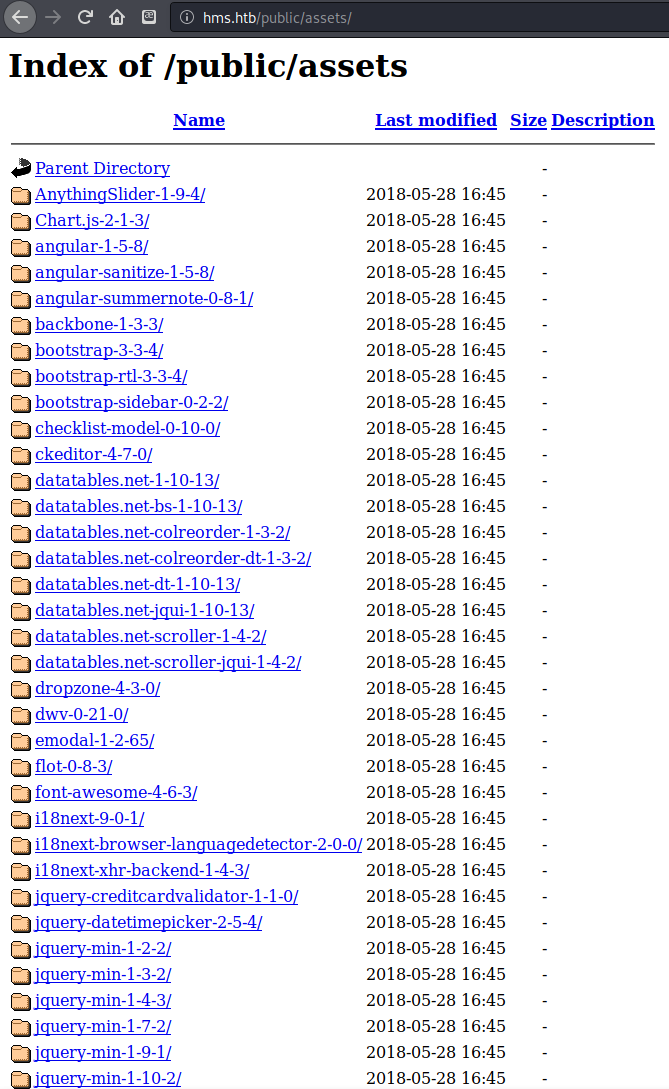 hms.htb/public/assets/
Index of /public/assets
Name Last modified Size Description
Parent Directory -
AnythingSlider-1-9-4/ 2018-05-28 16:45 -
Chart.js-2-1-3/ 2018-05-28 16:45 -
angular-1-5-8/ 2018-05-28 16:45 -
angular-sanitize-1-5-8/ 2018-05-28 16:45 -
angular-summernote-0-8-1/ 2018-05-28 16:45 -
backbone-1-3-3/ 2018-05-28 16:45 -
bootstrap-3-3-4/ 2018-05-28 16:45 -
bootstrap-rtl-3-3-4/ 2018-05-28 16:45 -
bootstrap-sidebar-0-2-2/ 2018-05-28 16:45 -
checklist-model-0-10-0/ 2018-05-28 16:45 -
ckeditor-4-7-0/ 2018-05-28 16:45 -
datatables.net-1-10-13/ 2018-05-28 16:45 -
datatables.net-bs-1-10-13/ 2018-05-28 16:45 -
datatables.net-colreorder-1-3-2/ 2018-05-28 16:45 -
datatables.net-colreorder-dt-1-3-2/ 2018-05-28 16:45 -
datatables.net-dt-1-10-13/ 2018-05-28 16:45 -
datatables.net-jqui-1-10-13/ 2018-05-28 16:45 -
datatables.net-scroller-1-4-2/ 2018-05-28 16:45 -
datatables.net-scroller-jqui-1-4-2/ 2018-05-28 16:45 -
dropzone-4-3-0/ 2018-05-28 16:45 -
dwv-0-21-0/ 2018-05-28 16:45 -
emodal-1-2-65/ 2018-05-28 16:45 -
flot-0-8-3/ 2018-05-28 16:45 -
font-awesome-4-6-3/ 2018-05-28 16:45 -
i18next-9-0-1/ 2018-05-28 16:45 -
i18next-browser-languagedetector-2-0-0/ 2018-05-28 16:45 -
i18next-xhr-backend-1-4-3/ 2018-05-28 16:45 -
jquery-creditcardvalidator-1-1-0/ 2018-05-28 16:45 -
jquery-datetimepicker-2-5-4/ 2018-05-28 16:45 -
jquery-min-1-2-2/ 2018-05-28 16:45 -
jquery-min-1-3-2/ 2018-05-28 16:45 -
jquery-min-1-4-3/ 2018-05-28 16:45 -
jquery-min-1-7-2/ 2018-05-28 16:45 -
jquery-min-1-9-1/ 2018-05-28 16:45 -
jquery-min-1-10-2/ 2018-05-28 16:45 -